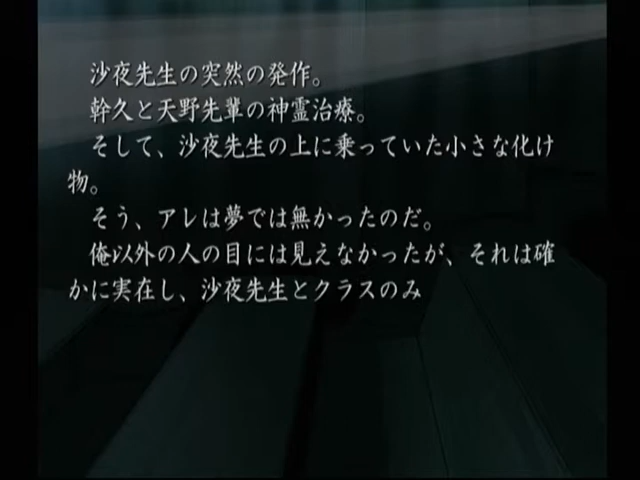 沙夜先生の突然の発作。
　幹久と天野先輩の神霊治療。
　そして、沙夜先生の上に乗っていた小さな化け
物。
　そう、アレは夢では無かったのだ。
　俺以外の人の目には見えなかったが、それは確
かに実在し、沙夜先生とクラスのみ